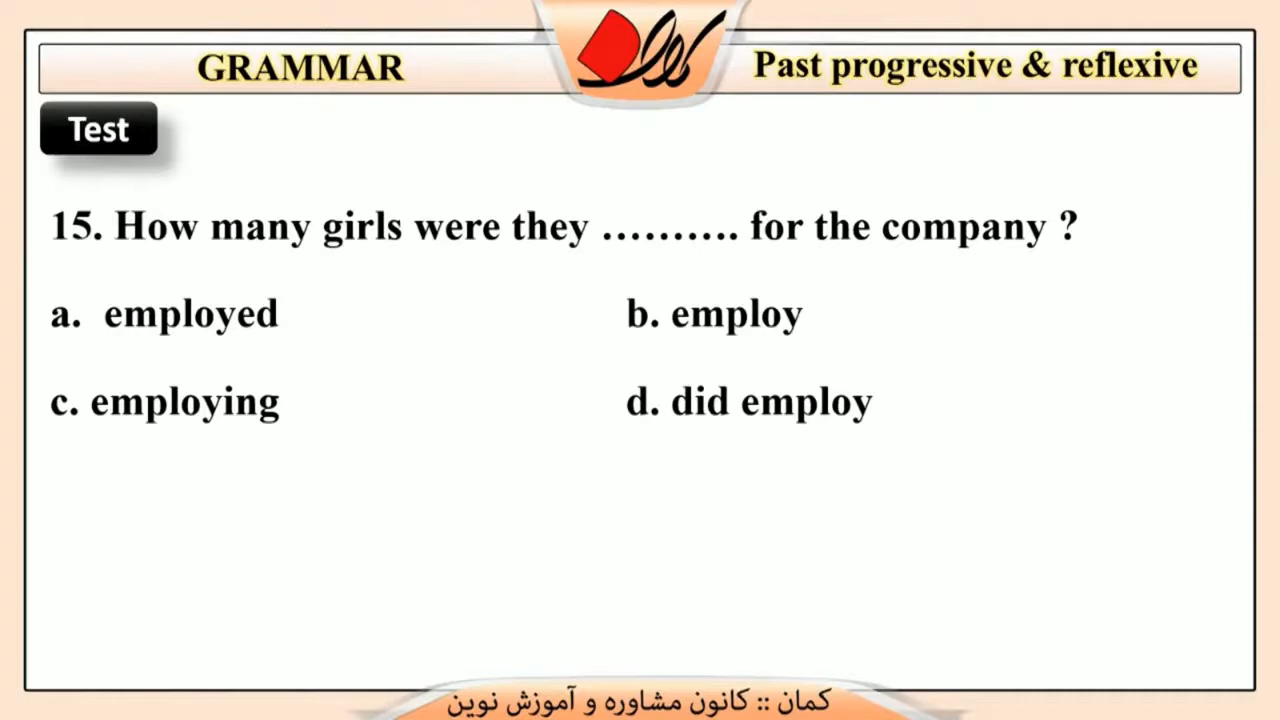 GRAMMAR
کمان
Past progressive & reflexive
Test
15. How many girls were they .......... for the company ?
a. employed
b. employ
c. employing
d. did employ
کمان :: کانون مشاوره و آموزش نوین